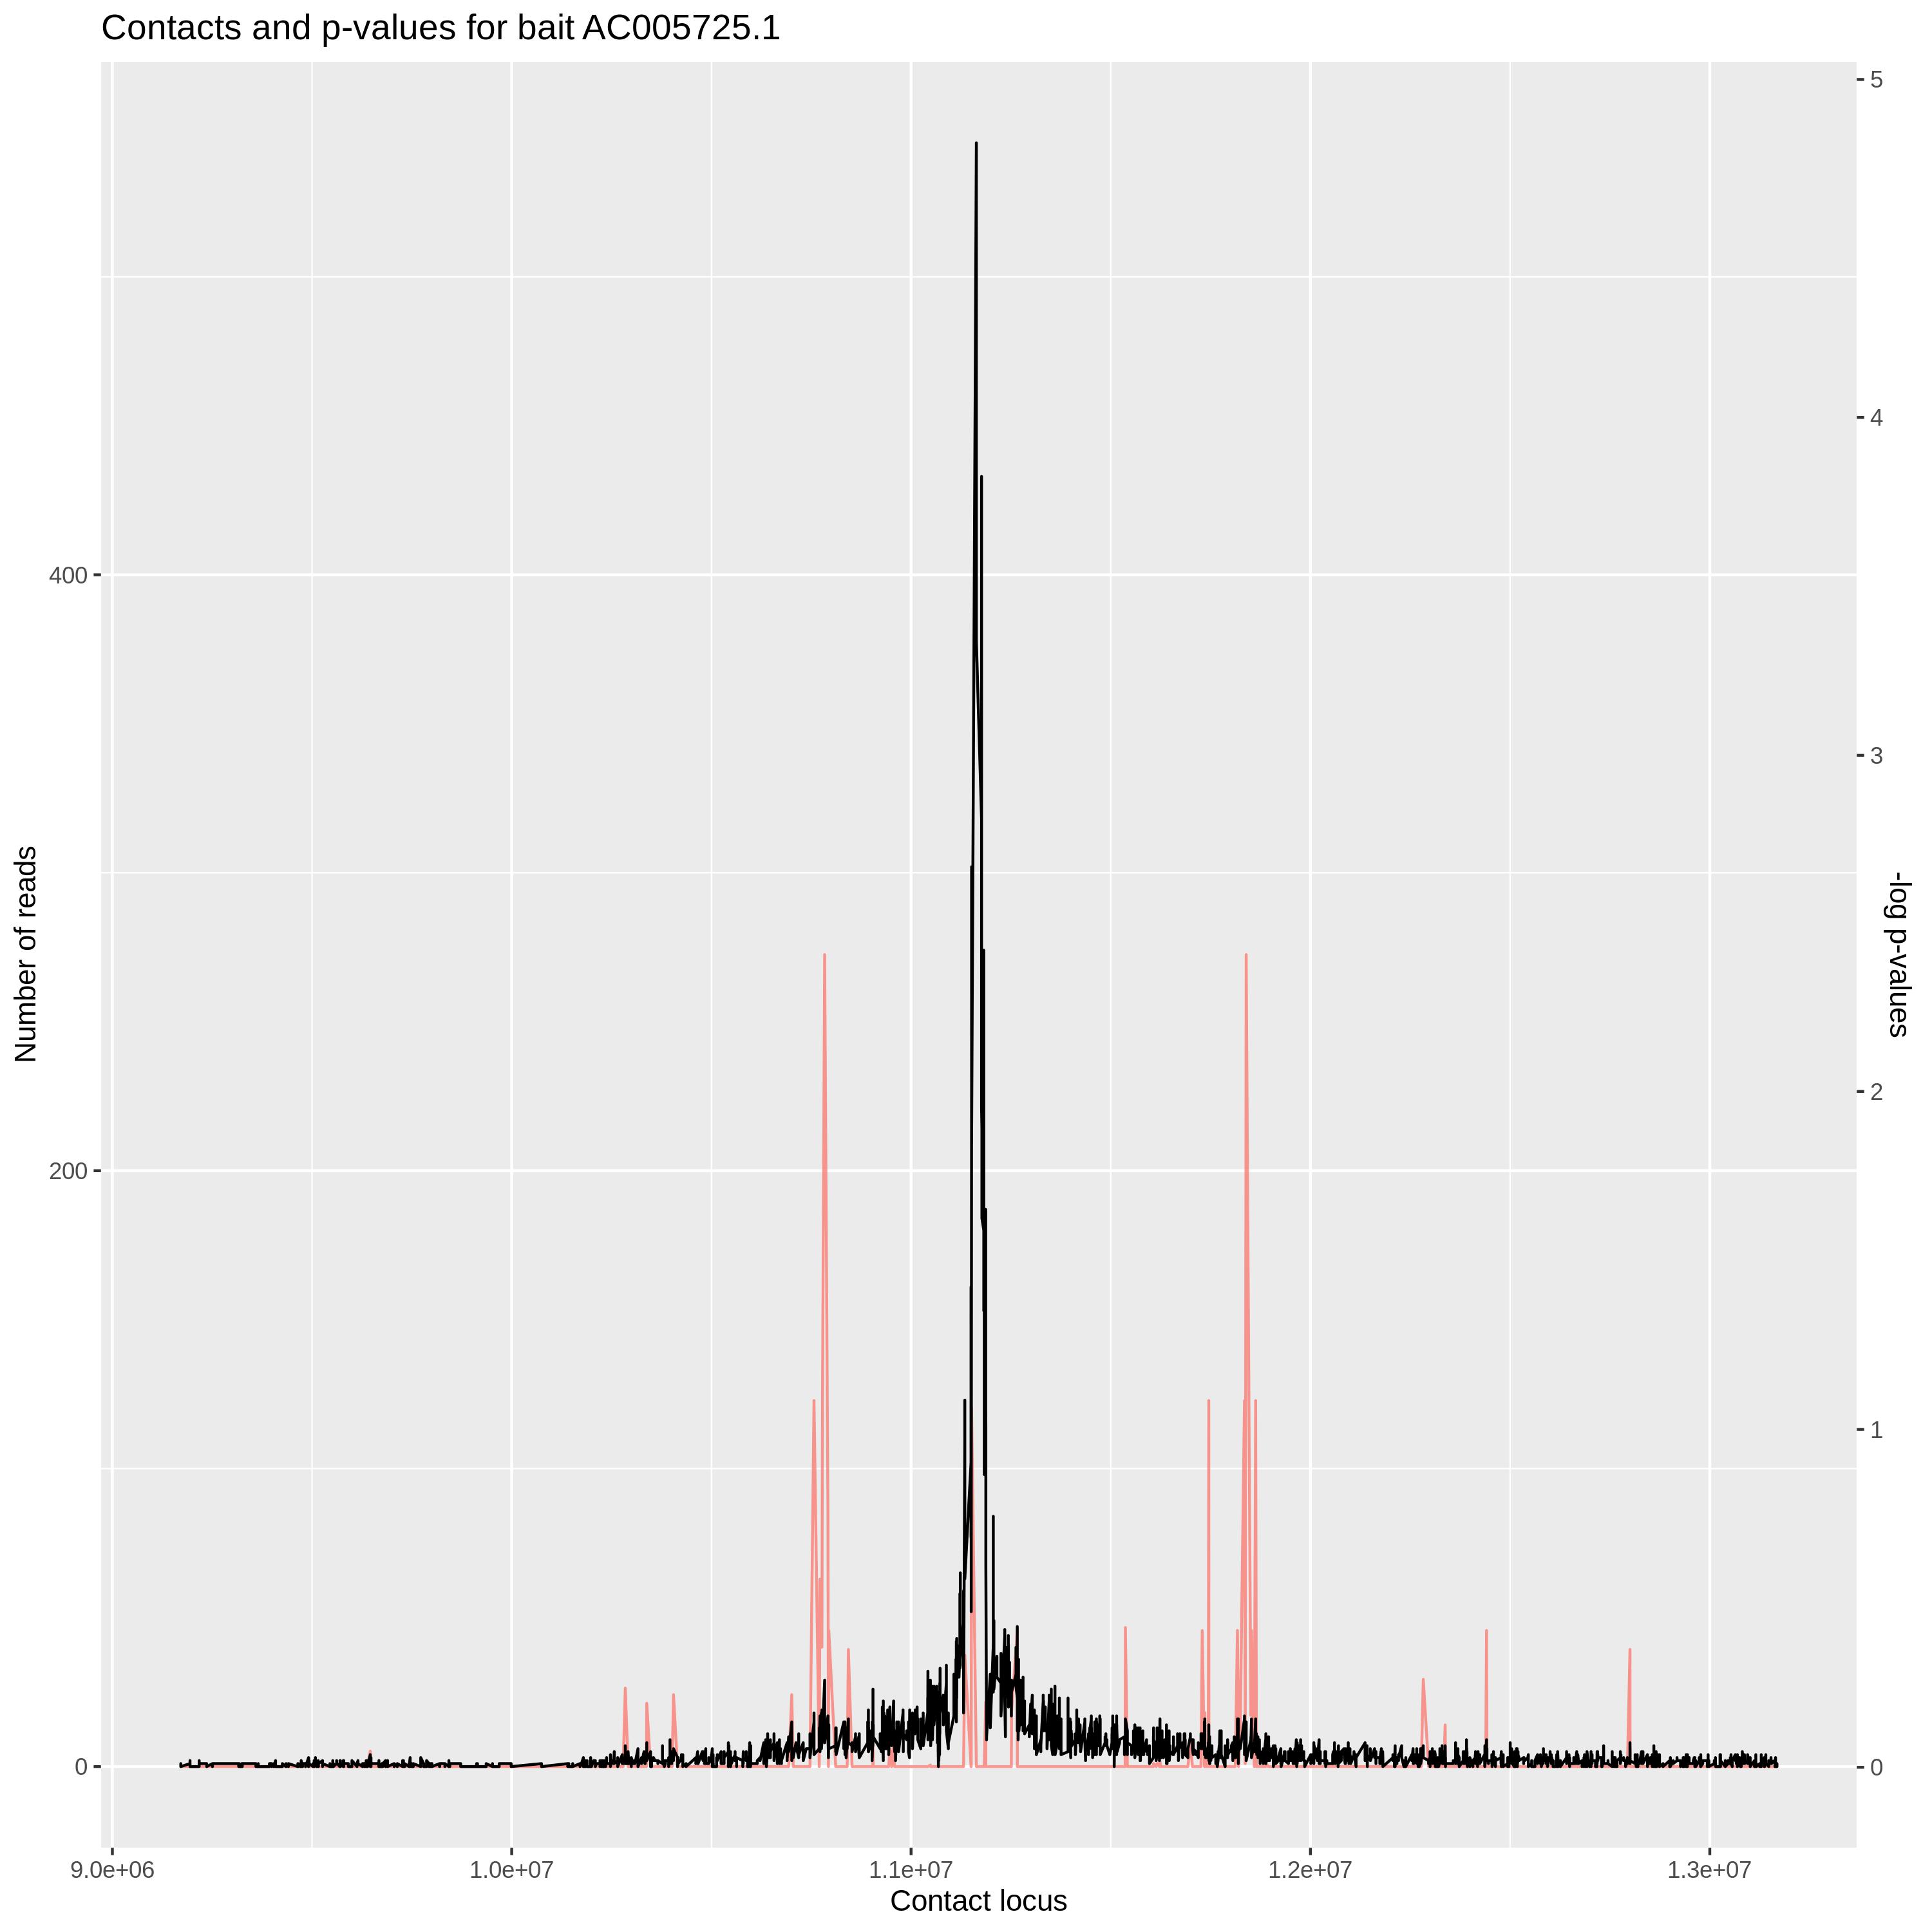 Contacts and p-values for bait AC005725.1
Number of reads
400
200
0
5
4
3
2
1
0
-log p-values
9.0e+06
1.0e+07
1.1e+07
1.2e+07
1.3e+07
Contact locus